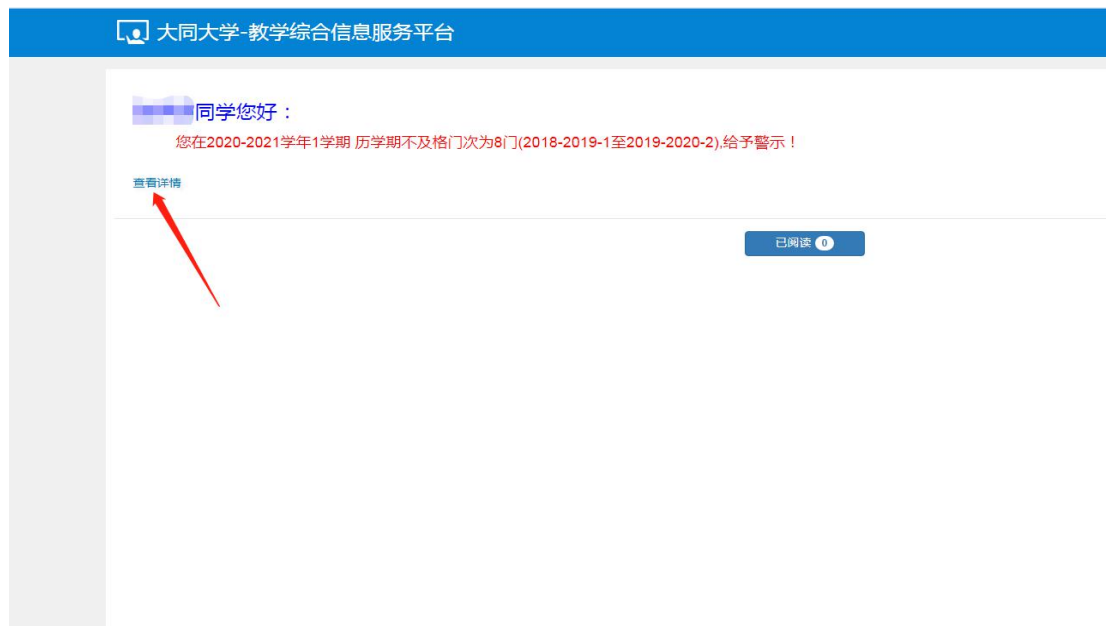 大同大学-教学综合信息服务平台
同学您好：
您在2020-2021学年1学期 历学期不及格门次为8门(2018-2019-1至2019-2020-2),给予警示！
查看详情
已阅读 0